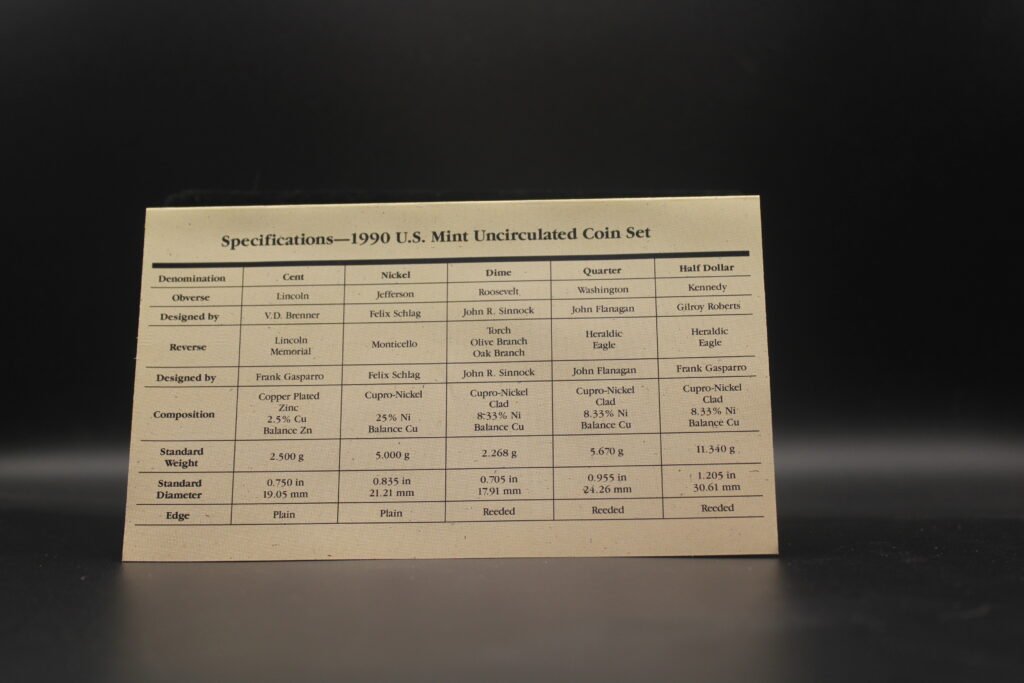 Specifications—1990 U.S. Mint Uncirculated Coin Set
Denomination Cent Nickel Dime Quarter Half Dollar
Obverse Lincoln Jefferson Roosevelt Washington Kennedy
Designed by V.D. Brenner Felix Schlag John R. Sinnock John Flanagan Gilroy Roberts
Torch
Lincoln Heraldic Heraldic
Reverse Monticello Olive Branch
Memorial Eagle Eagle
Oak Branch
Designed by Frank Gasparro Felix Schlag John R. Sinnock John Flanagan Frank Gasparro
Copper Plated Cupro-Nickel Cupro-Nickel Cupro-Nickel Cupro-Nickel
Zinc Clad Clad Clad
Composition 2.5% Cu 25% Ni 8.33% Ni 8.33% Ni 8.33% Ni
Balance Zn Balance Cu Balance Cu Balance Cu Balance Cu
Standard
Weight 2.500 g 5.000 g 2.268 g 5.670 g 11.340 g
Standard 0.750 in 0.835 in 0.705 in 0.955 in 1.205 in
Diameter 19.05 mm 21.21 mm 17.91 mm 24.26 mm 30.61 mm
Edge Plain Plain Reeded Reeded Reeded